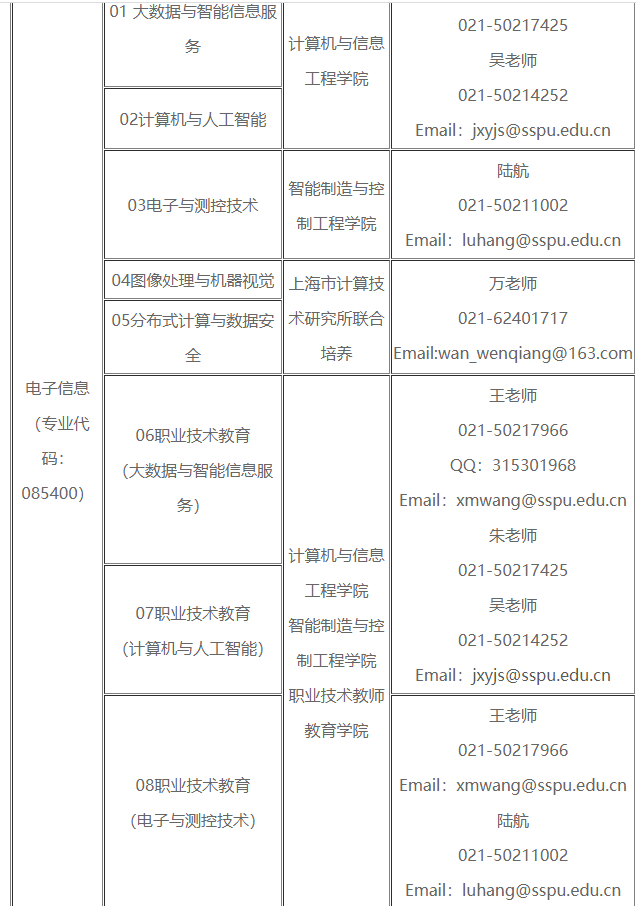 电子信息
（专业代
码：
085400）
01 大数据与智能信息服
务
02计算机与人工智能
计算机与信息
工程学院
021-50217425
吴老师
021-50214252
Email：jxyjs@sspu.edu.cn
03电子与测控技术
智能制造与控
制工程学院
陆航
021-50211002
Email：luhang@sspu.edu.cn
04图像处理与机器视觉
05分布式计算与数据安
全
上海市计算技
术研究所联合
培养
万老师
021-62401717
Email:wan_wenqiang@163.com
06职业技术教育
（大数据与智能信息服
务）
07职业技术教育
（计算机与人工智能）
08职业技术教育
（电子与测控技术）
计算机与信息
工程学院
智能制造与控
制工程学院
职业技术教师
教育学院
王老师
021-50217966
QQ：315301968
Email：xmwang@sspu.edu.cn
朱老师
021-50217425
吴老师
021-50214252
Email：jxyjs@sspu.edu.cn
王老师
021-50217966
Email：xmwang@sspu.edu.cn
陆航
021-50211002
Email：luhang@sspu.edu.cn